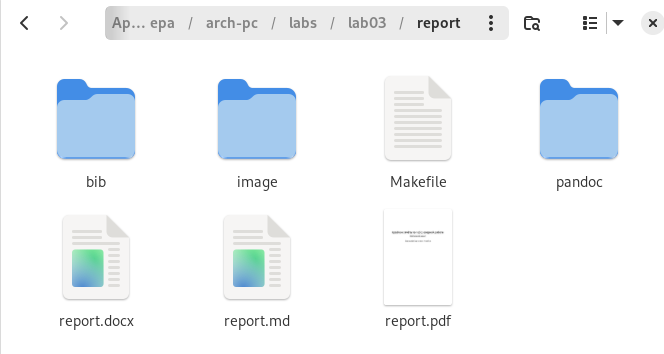 Ap... epa / arch-pc / labs / lab03 / report
bib image Makefile pandoc
report.docx report.md report.pdf